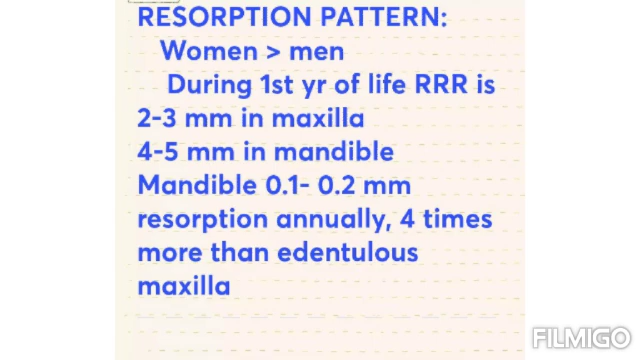 RESORPTION PATTERN:
Women > men
During 1st yr of life RRR is
2-3 mm in maxilla
4-5 mm in mandible
Mandible 0.1- 0.2 mm
resorption annually, 4 times
more than edentulous
maxilla
FILMIGO